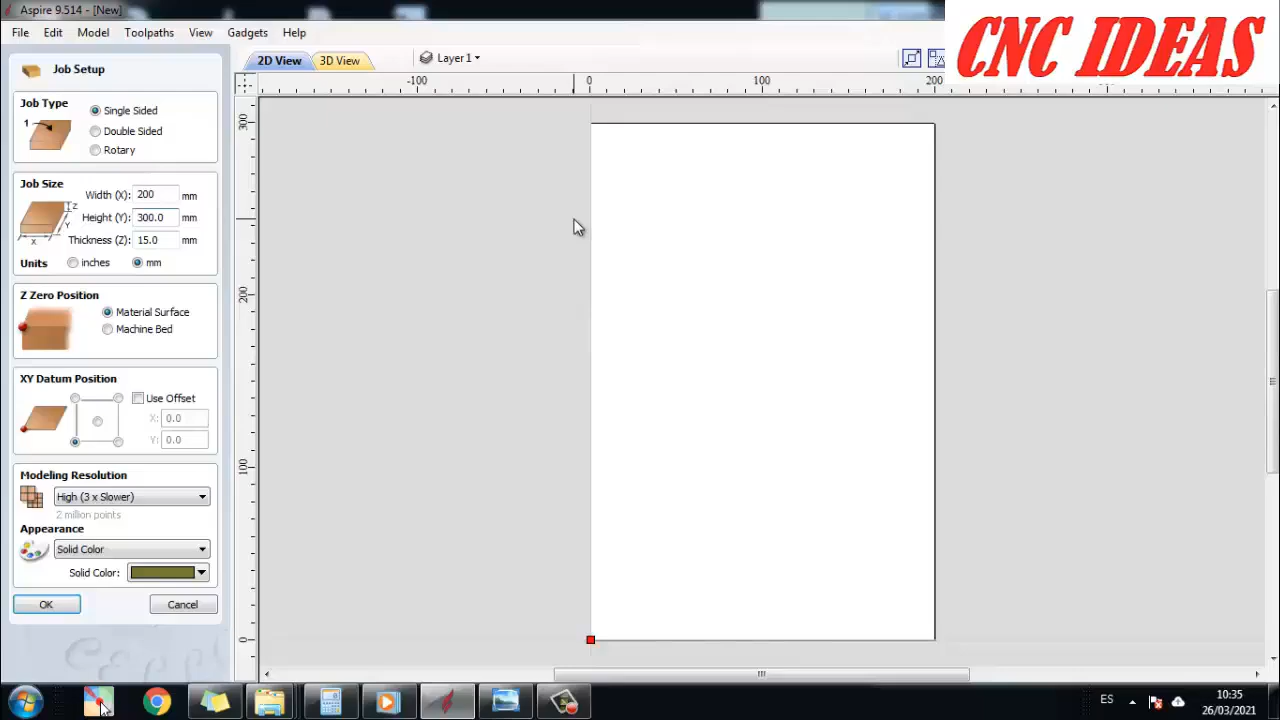 Aspire 9.514 - [New]
File Edit Model Toolpaths View Gadgets Help
CNC IDEAS
Job Setup
2D View 3D View Layer 1
-100 0 100 200
Job Type
1
Single Sided
Double Sided
Rotary
Job Size
Width (X): 200 mm
Height (Y): 300.0 mm
Thickness (Z): 15.0 mm
Z
Y
X
Units inches mm
Z Zero Position
Material Surface
Machine Bed
XY Datum Position
Use Offset
X: 0.0
Y: 0.0
Modeling Resolution
High (3 x Slower)
2 million points
Appearance
Solid Color
Solid Color:
OK Cancel
300
200
100
0
ES
10:35
26/03/2021